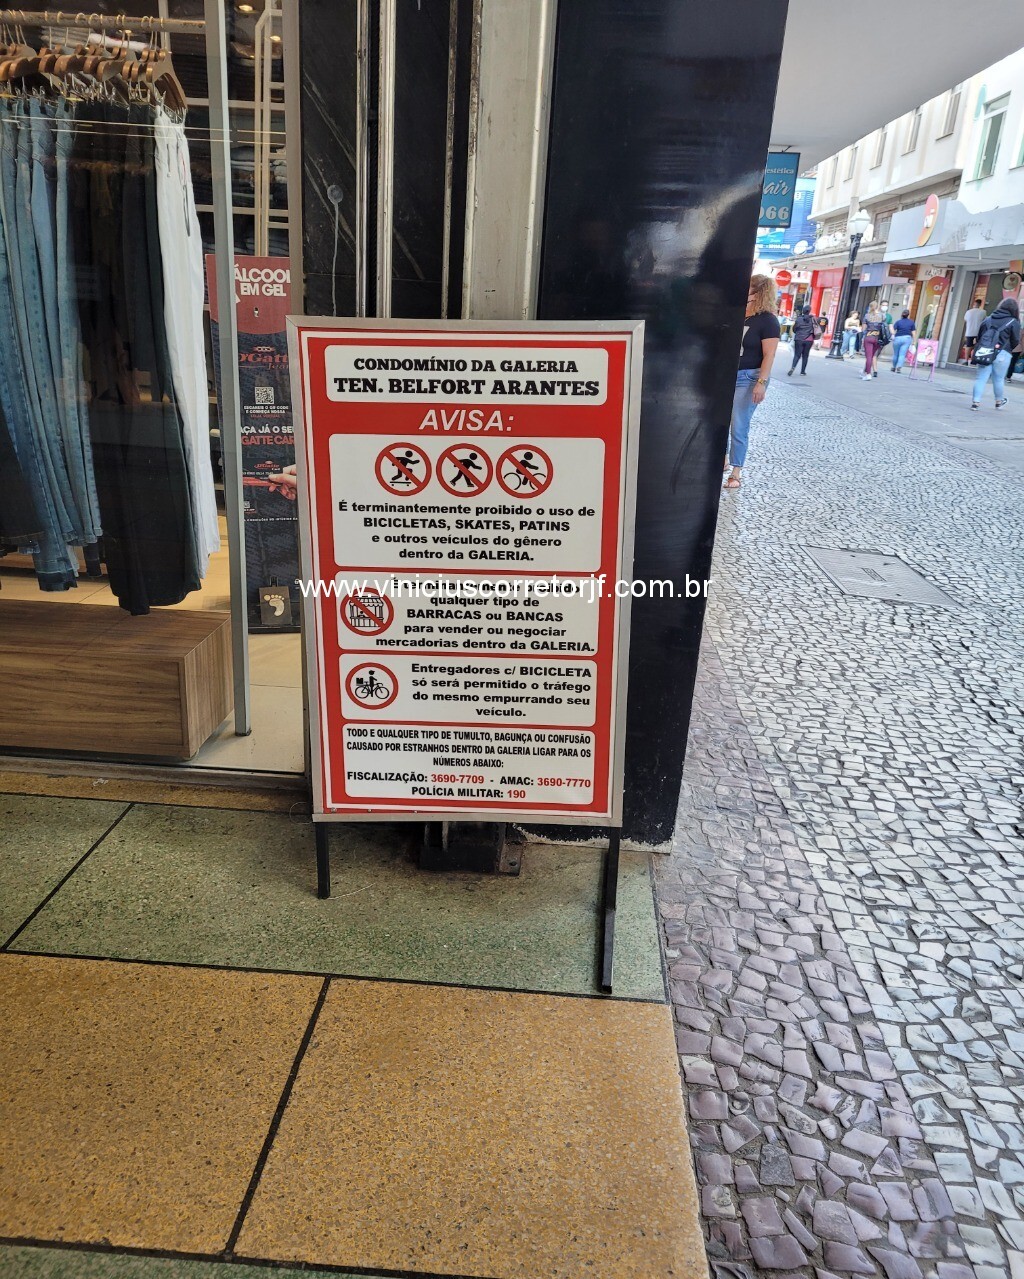 CONDOMÍNIO DA GALERIA
TEN. BELFORT ARANTES
AVISA:
É terminantemente proibido o uso de
BICICLETAS, SKATES, PATINS
e outros veículos do gênero
dentro da GALERIA.
www.viniciuscorretorjf.com.br
qualquer tipo de
BARRACAS ou BANCAS
para vender ou negociar
mercadorias dentro da GALERIA.
Entregadores c/ BICICLETA
só será permitido o tráfego
do mesmo empurrando seu
veículo.
TODO E QUALQUER TIPO DE TUMULTO, BAGUNÇA OU CONFUSÃO
CAUSADO POR ESTRANHOS DENTRO DA GALERIA LIGAR PARA OS
NÚMEROS ABAIXO:
FISCALIZAÇÃO: 3690-7709 - AMAC: 3690-7770
POLÍCIA MILITAR: 190
ÁLCOOL
EM GEL
estética
air
066
oi